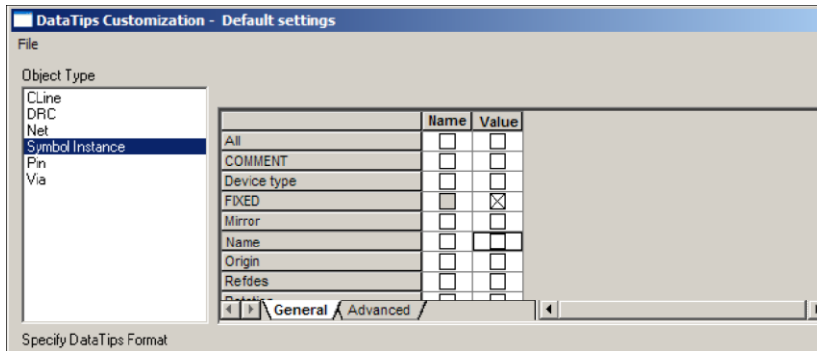 DataTips Customization - Default settings
File
Object Type
CLine
DRC
Net
Symbol Instance
Pin
Via
Name Value
All
COMMENT
Device type
FIXED
Mirror
Name
Origin
Refdes
General Advanced
Specify DataTips Format